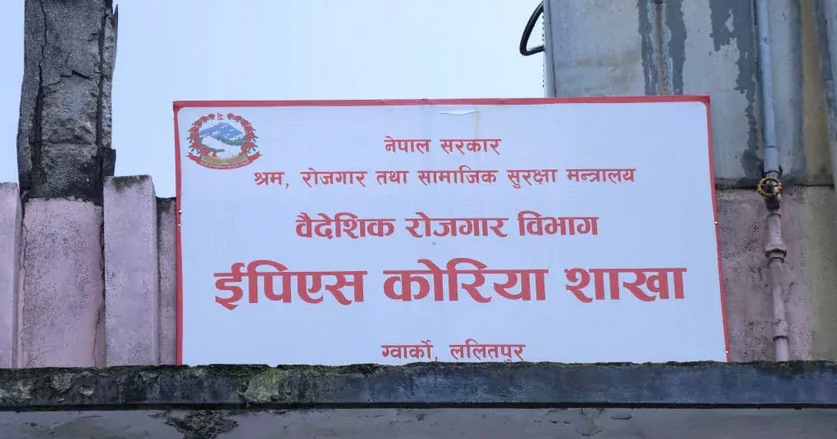 नेपाल सरकार
श्रम, रोजगार तथा सामाजिक सुरक्षा मन्त्रालय
वैदेशिक रोजगार विभाग
ईपिएस कोरिया शाखा
ग्वार्को, ललितपुर